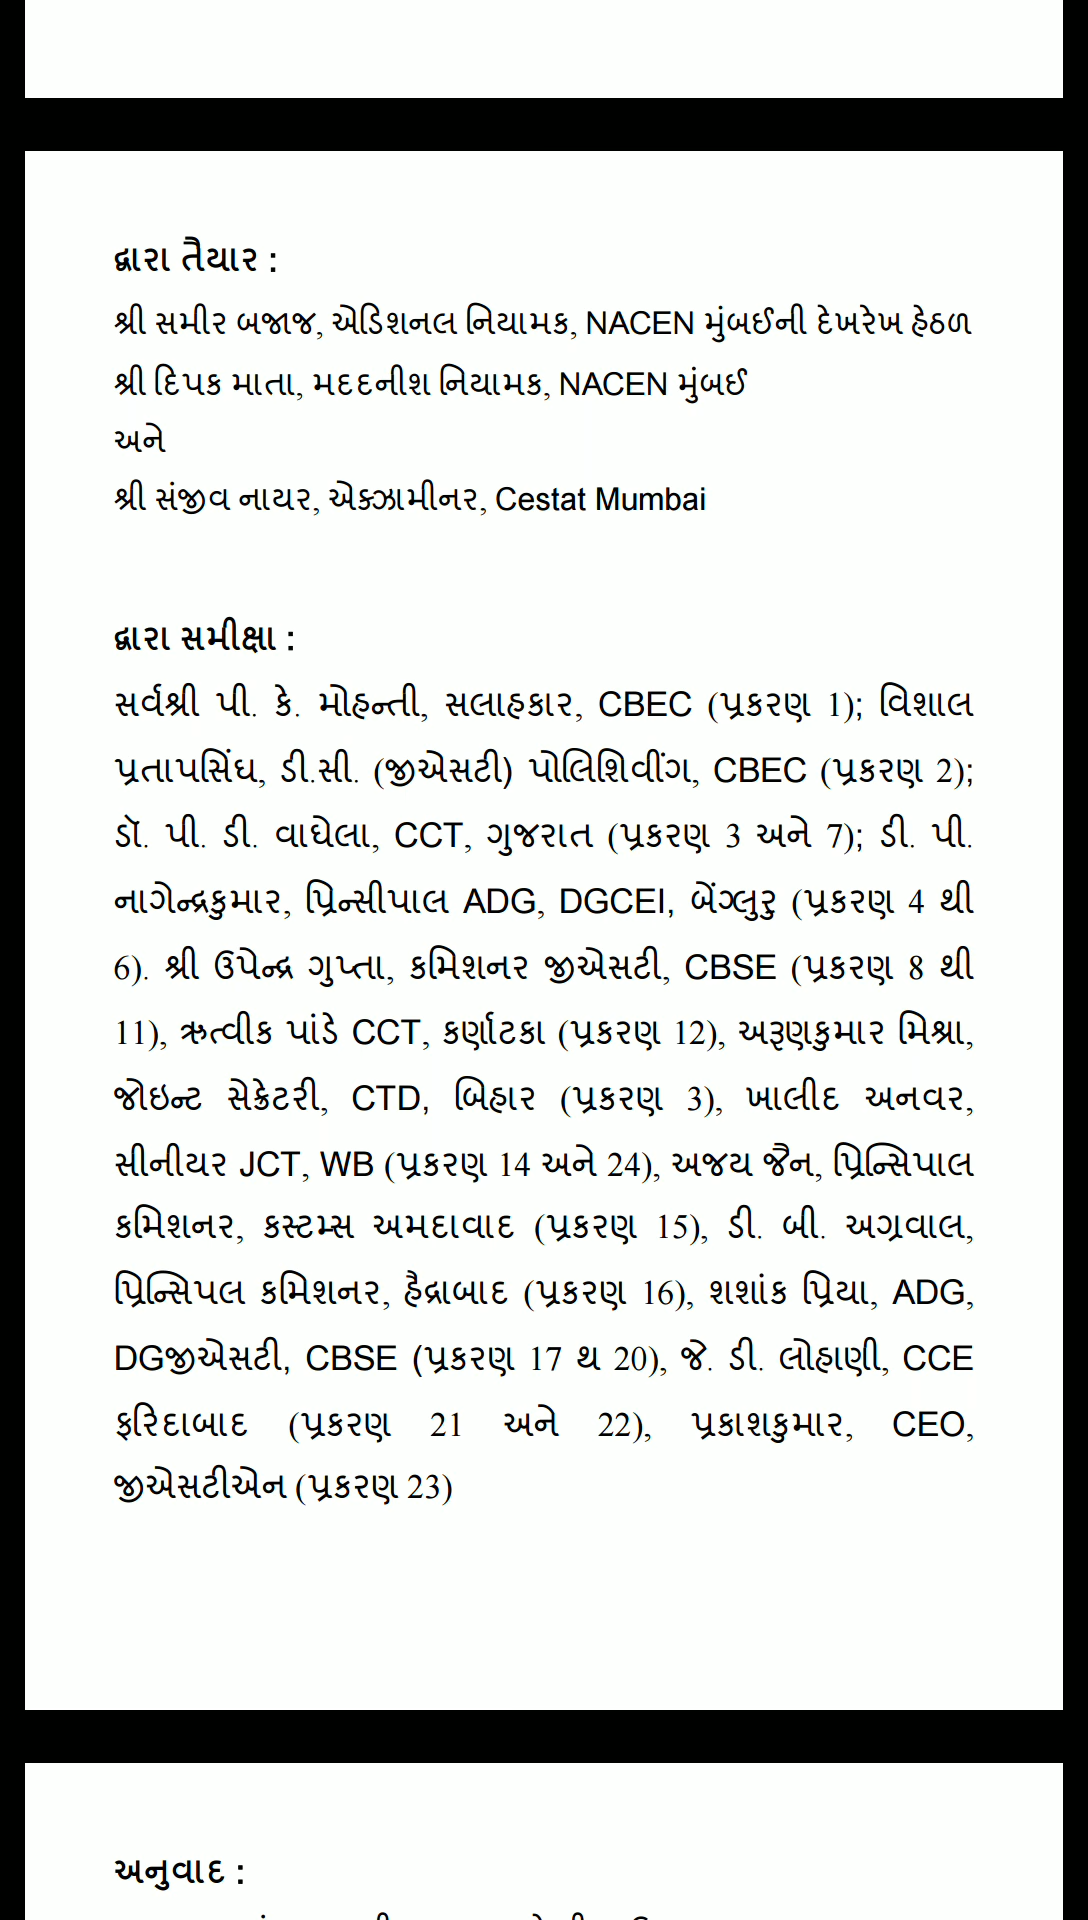 દ્વારા તૈયાર :
શ્રી સમીર બજાજ, એડિશનલ નિયામક, NACEN મુંબઈની દેખરેખ હેઠળ
શ્રી દિપક માતા, મદદનીશ નિયામક, NACEN મુંબઈ
અને
શ્રી સંજીવ નાયર, એક્ઝામીનર, Cestat Mumbai
દ્વારા સમીક્ષા :
સર્વશ્રી પી. કે. મોહન્તી, સલાહકાર, CBEC (પ્રકરણ 1); વિશાલ
પ્રતાપસિંઘ, ડી.સી. (જીએસટી) પોલિશિવીંગ, CBEC (પ્રકરણ 2);
ડૉ. પી. ડી. વાઘેલા, CCT, ગુજરાત (પ્રકરણ 3 અને 7); ડી. પી.
નાગેન્દ્રકુમાર, પ્રિન્સીપાલ ADG, DGCEI, બેંગ્લુરુ (પ્રકરણ 4 થી
6). શ્રી ઉપેન્દ્ર ગુપ્તા, કમિશનર જીએસટી, CBSE (પ્રકરણ 8 થી
11), ઋત્વીક પાંડે CCT, કર્ણાટકા (પ્રકરણ 12), અરૂણકુમાર મિશ્રા,
જોઇન્ટ સેક્રેટરી, CTD, બિહાર (પ્રકરણ 3), ખાલીદ અનવર,
સીનીયર JCT, WB (પ્રકરણ 14 અને 24), અજય જૈન, પ્રિન્સિપાલ
કમિશનર, કસ્ટમ્સ અમદાવાદ (પ્રકરણ 15), ડી. બી. અગ્રવાલ,
પ્રિન્સિપલ કમિશનર, હૈદ્રાબાદ (પ્રકરણ 16), શશાંક પ્રિયા, ADG,
DGજીએસટી, CBSE (પ્રકરણ 17 થ 20), જે. ડી. લોહાણી, CCE
ફરિદાબાદ (પ્રકરણ 21 અને 22), પ્રકાશકુમાર, CEO,
જીએસટીએન (પ્રકરણ 23)
અનુવાદ :